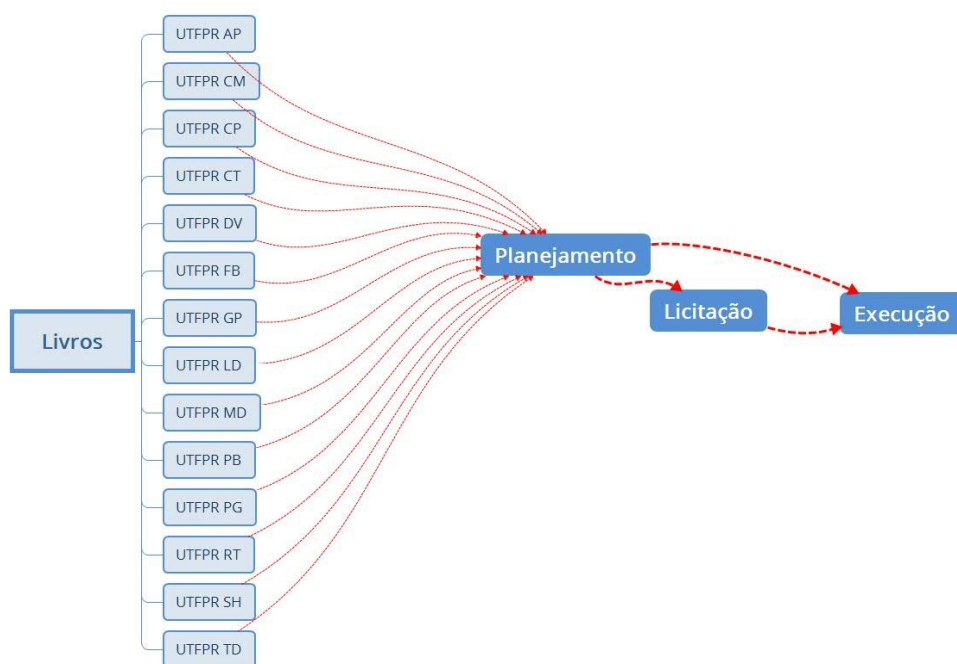 Livros
UTFPR AP
UTFPR CM
UTFPR CP
UTFPR CT
UTFPR DV
UTFPR FB
UTFPR GP
UTFPR LD
UTFPR MD
UTFPR PB
UTFPR PG
UTFPR RT
UTFPR SH
UTFPR TD
Planejamento
Licitação
Execução